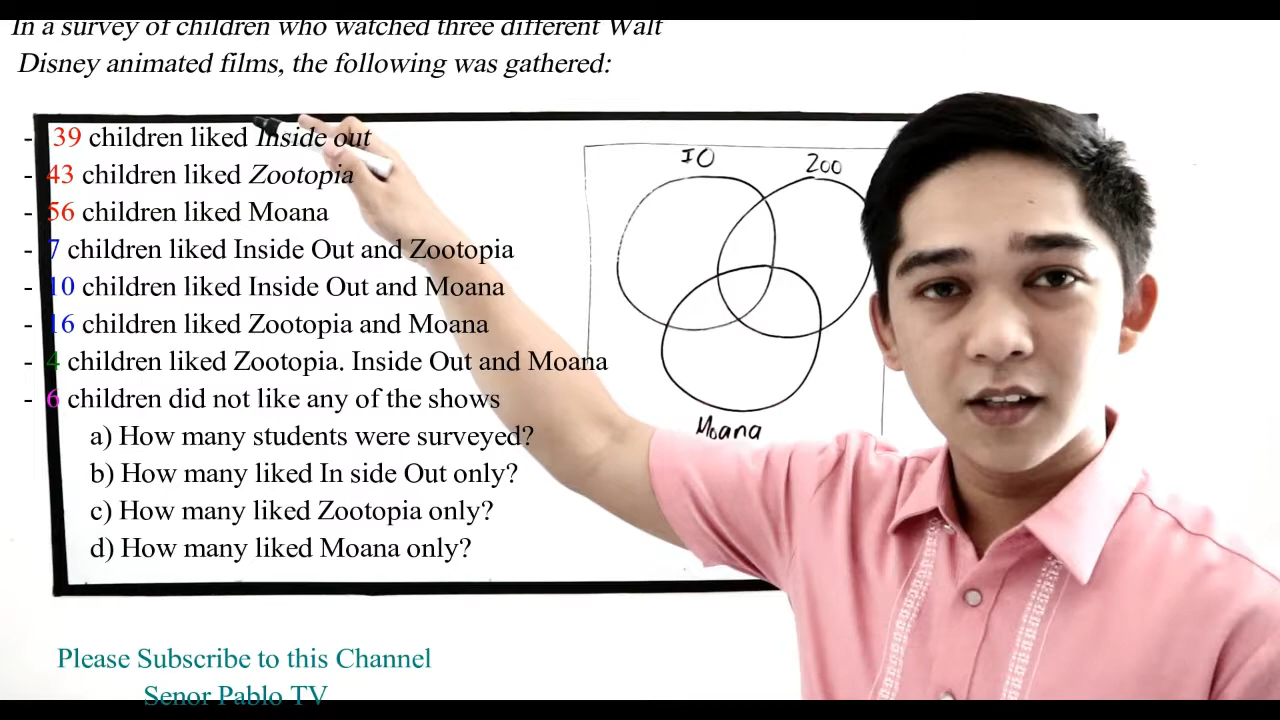 In a survey of children who watched three different Walt
Disney animated films, the following was gathered:
- 39 children liked Inside out
- 43 children liked Zootopia
- 56 children liked Moana
- 7 children liked Inside Out and Zootopia
- 10 children liked Inside Out and Moana
- 16 children liked Zootopia and Moana
- 4 children liked Zootopia. Inside Out and Moana
- 6 children did not like any of the shows
a) How many students were surveyed?
b) How many liked In side Out only?
c) How many liked Zootopia only?
d) How many liked Moana only?
IO
ZOO
Moana
Please Subscribe to this Channel
Senor Pablo TV